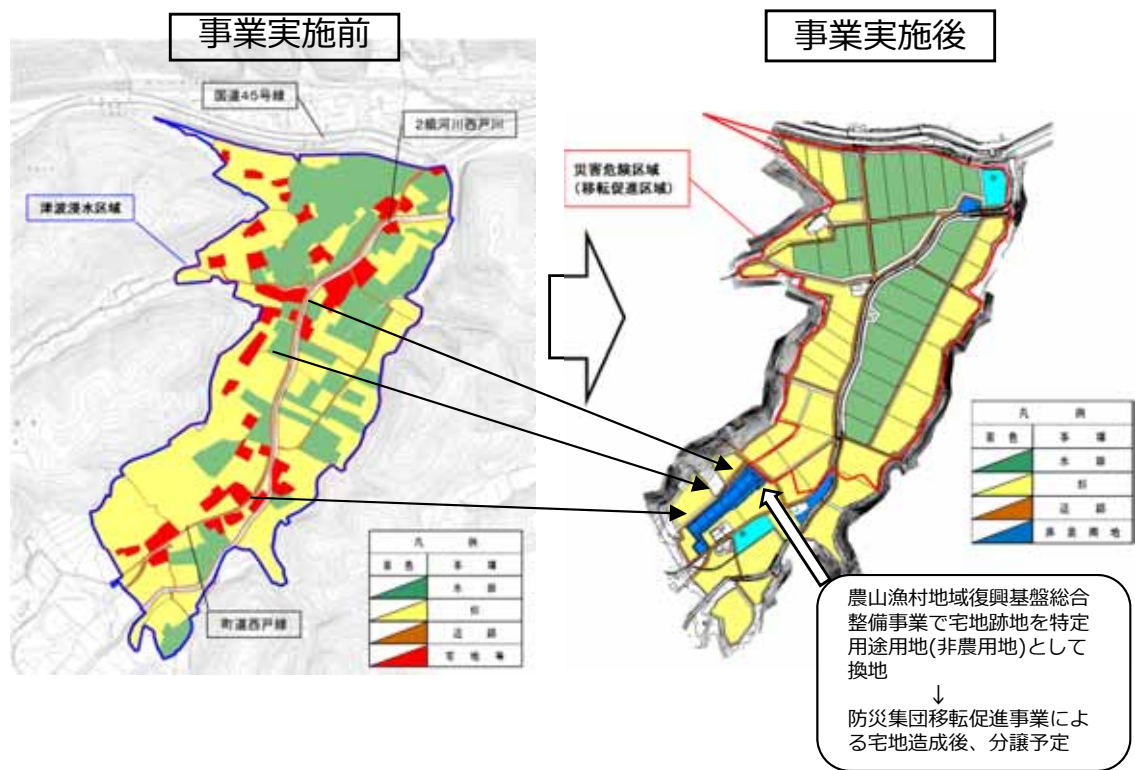 事業実施前
国道45号線
2級河川西戸川
津波浸水区域
町道西戸線
凡 例
着色 事項
水田
畑
道路
宅地等
事業実施後
災害危険区域
(移転促進区域)
凡 例
着色 事項
水田
畑
道路
非農用地
農山漁村地域復興基盤総合
整備事業で宅地跡地を特定
用途用地(非農用地)として
換地
↓
防災集団移転促進事業によ
る宅地造成後、分譲予定